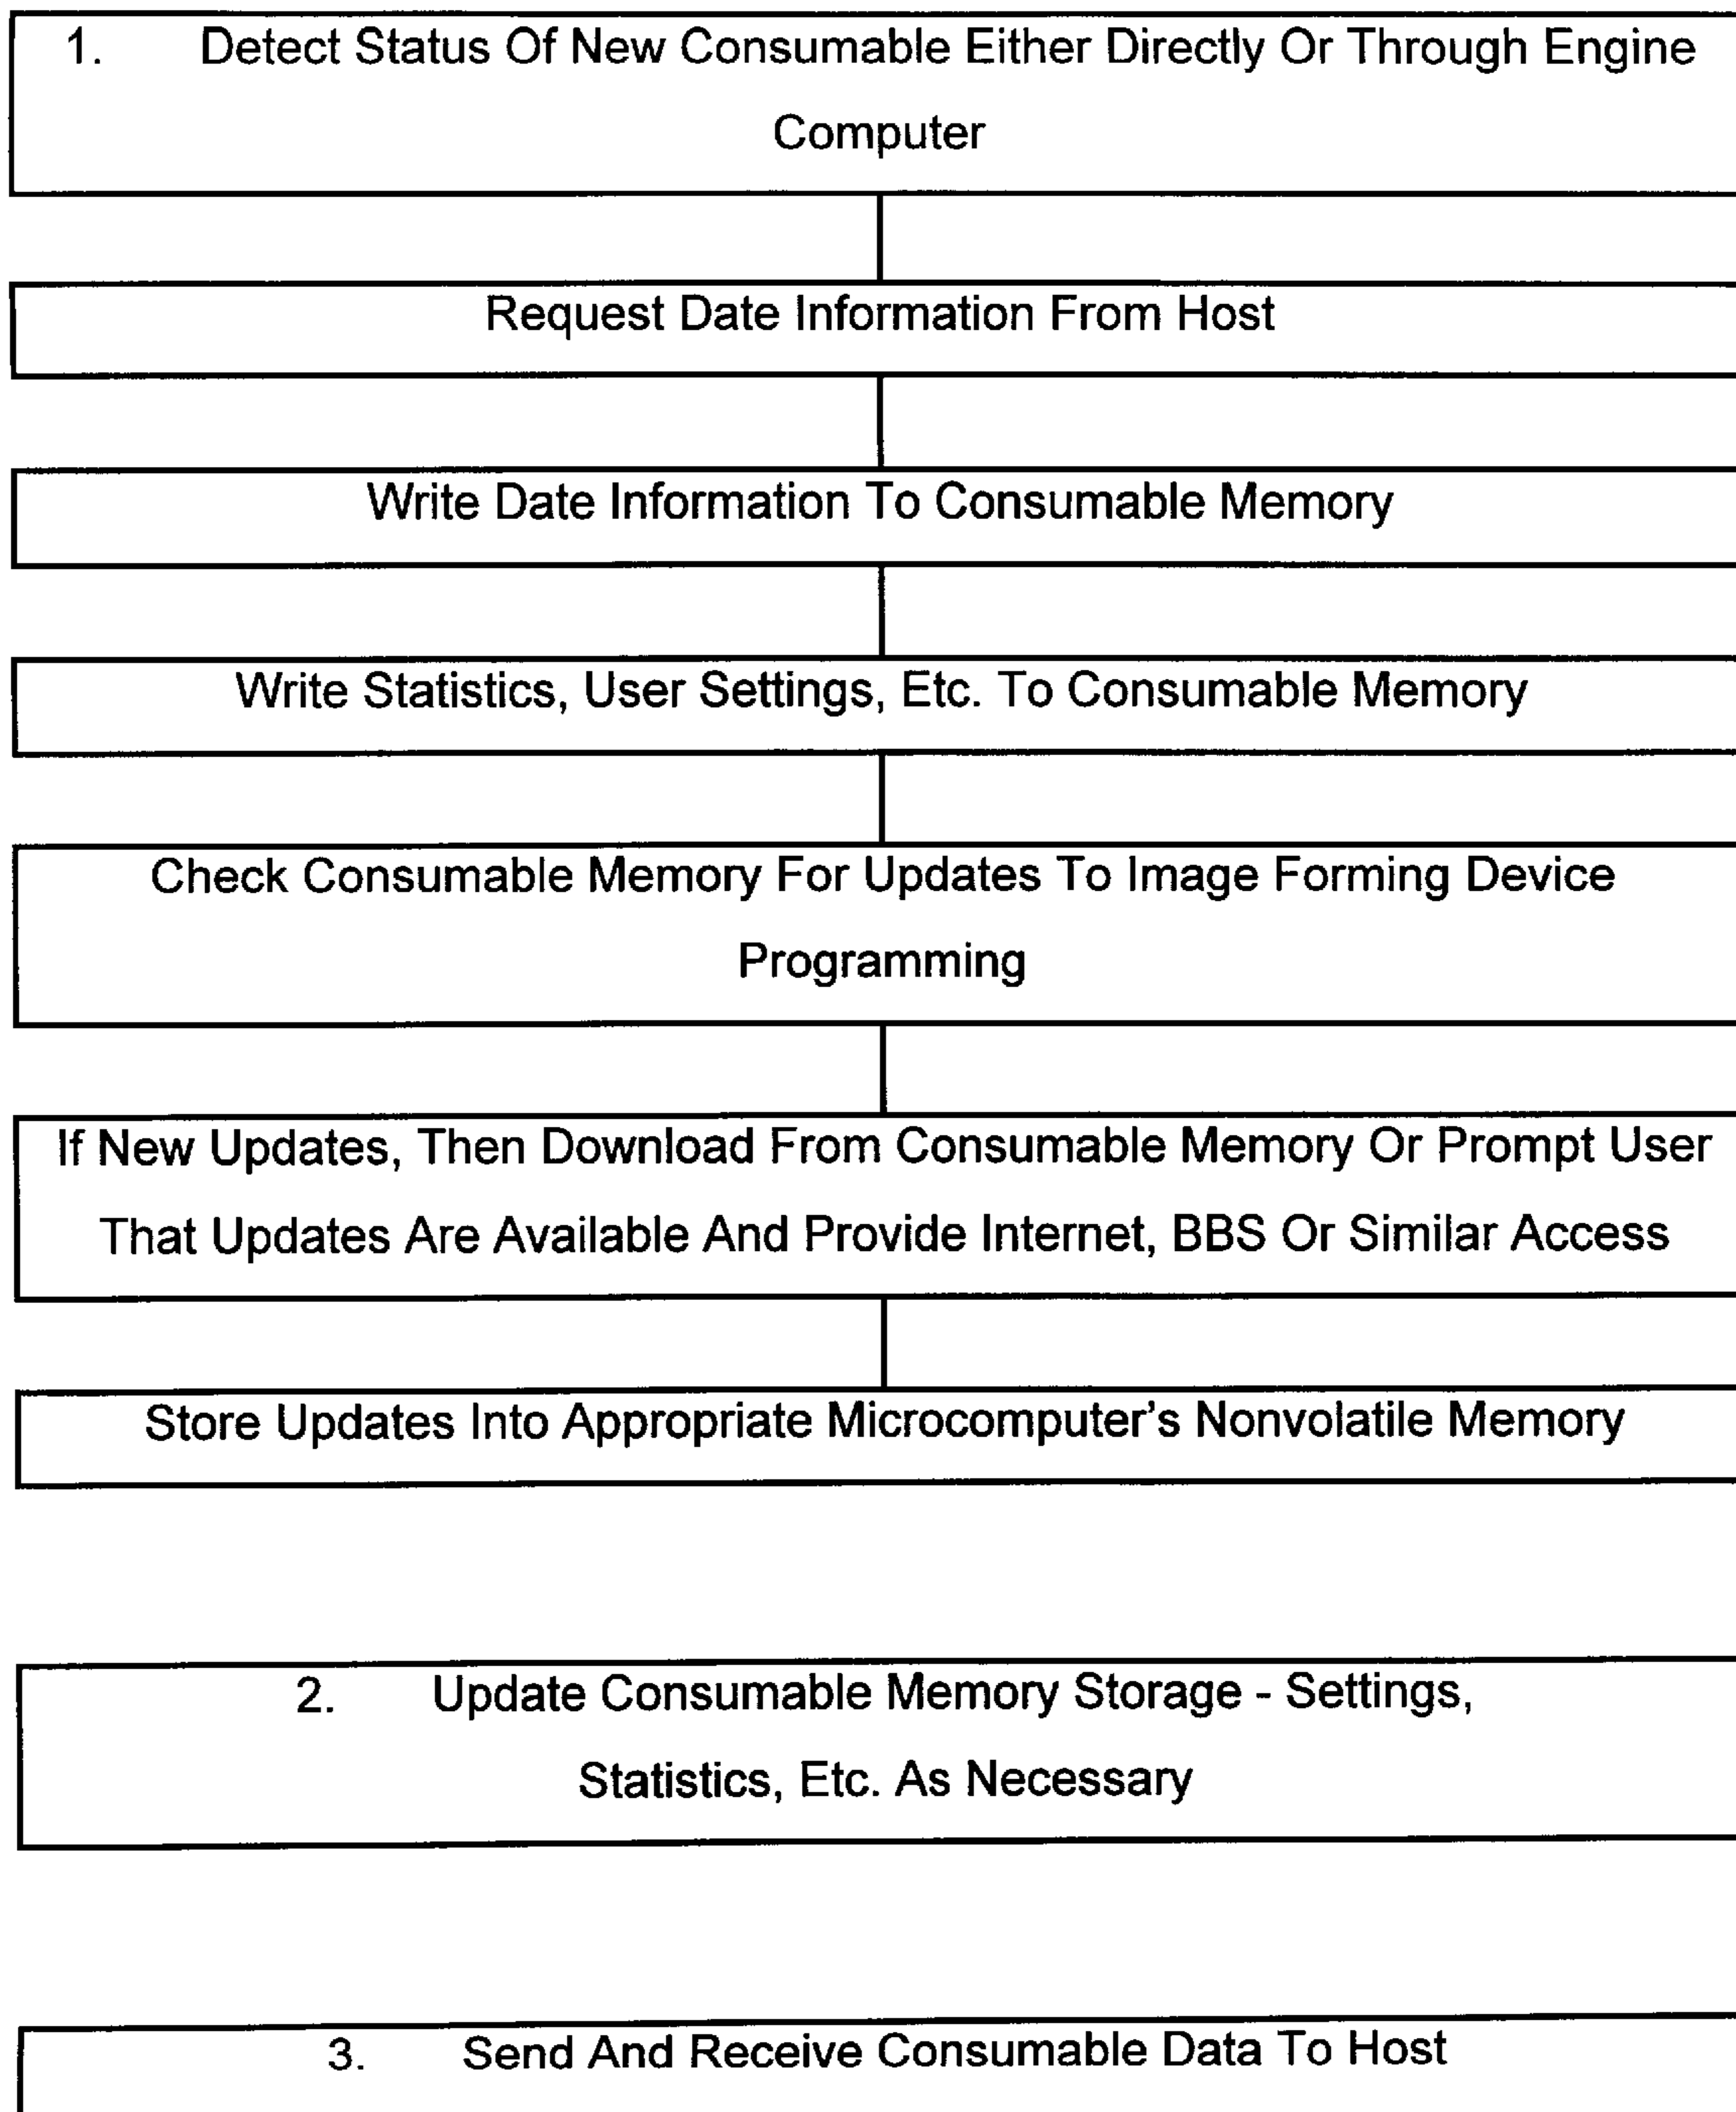 1. Detect Status Of New Consumable Either Directly Or Through Engine
Computer
Request Date Information From Host
Write Date Information To Consumable Memory
Write Statistics, User Settings, Etc. To Consumable Memory
Check Consumable Memory For Updates To Image Forming Device
Programming
If New Updates, Then Download From Consumable Memory Or Prompt User
That Updates Are Available And Provide Internet, BBS Or Similar Access
Store Updates Into Appropriate Microcomputer's Nonvolatile Memory
2. Update Consumable Memory Storage - Settings,
Statistics, Etc. As Necessary
3. Send And Receive Consumable Data To Host